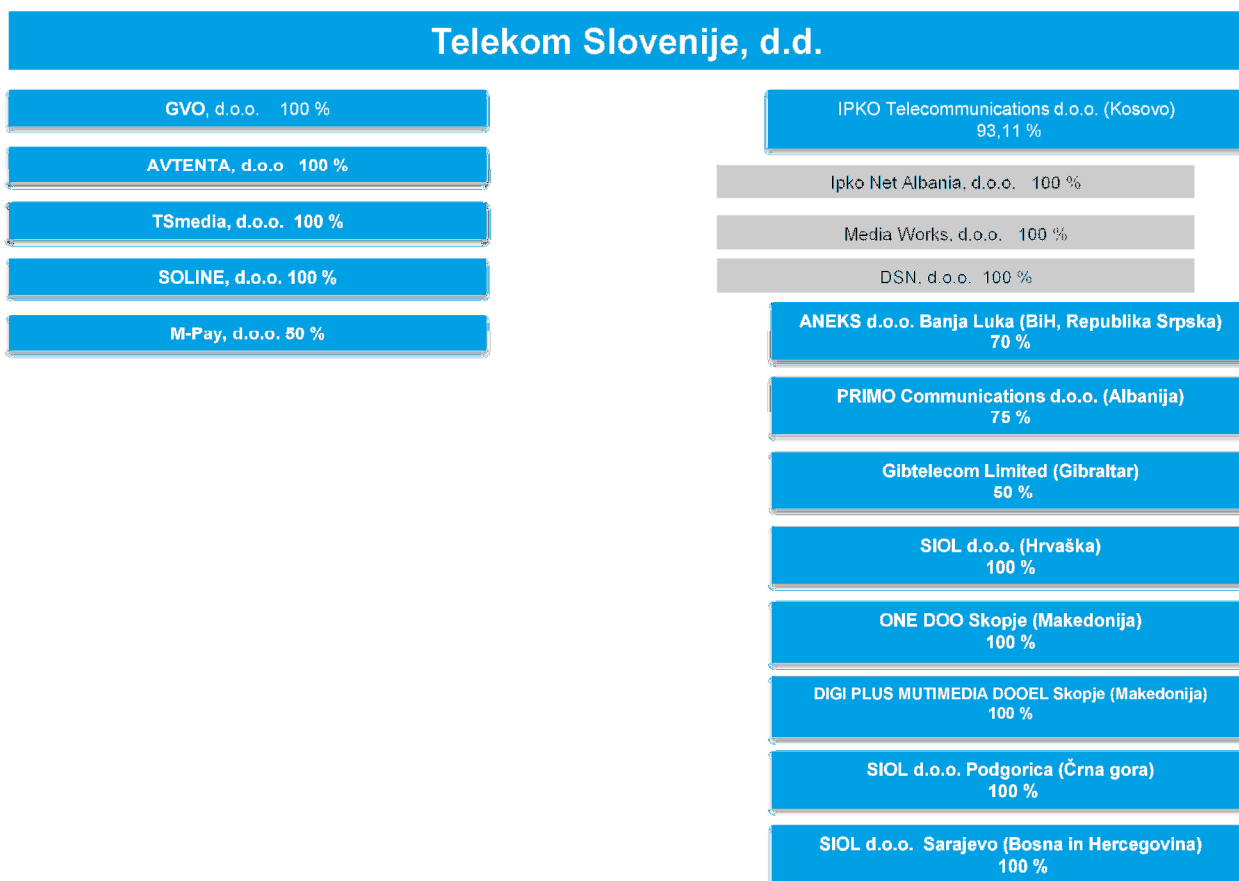 Telekom Slovenije, d.d.
GVO, d.o.o. 100 %
AVTENTA, d.o.o 100 %
TSmedia, d.o.o. 100 %
SOLINE, d.o.o. 100 %
M-Pay, d.o.o. 50 %
IPKO Telecommunications d.o.o. (Kosovo)
93,11 %
Ipko Net Albania, d.o.o. 100 %
Media Works, d.o.o. 100 %
DSN, d.o.o. 100 %
ANEKS d.o.o. Banja Luka (BiH, Republika Srpska)
70 %
PRIMO Communications d.o.o. (Albanija)
75 %
Gibtelecom Limited (Gibraltar)
50 %
SIOL d.o.o. (Hrvaška)
100 %
ONE DOO Skopje (Makedonija)
100 %
DIGI PLUS MUTIMEDIA DOOEL Skopje (Makedonija)
100 %
SIOL d.o.o. Podgorica (Črna gora)
100 %
SIOL d.o.o. Sarajevo (Bosna in Hercegovina)
100 %